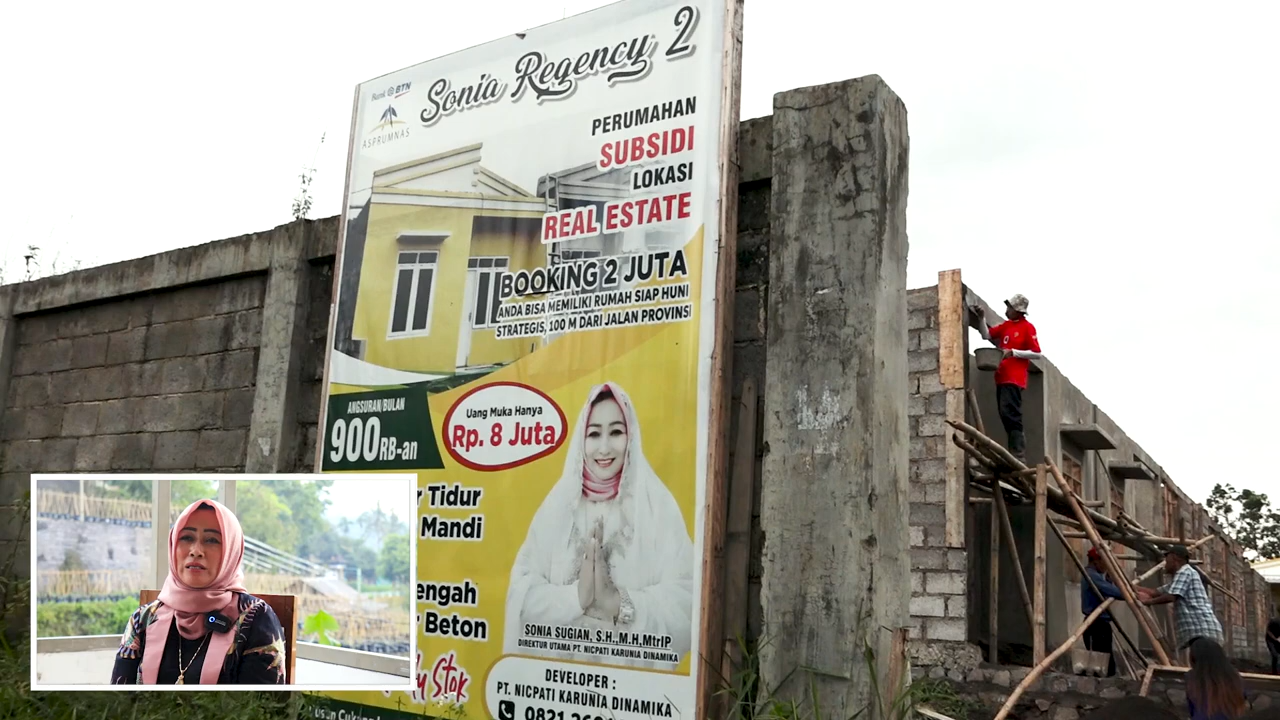 Sonia Regency 2
Bank BTN
ASPRUMNAS
PERUMAHAN
SUBSIDI
LOKASI
REAL ESTATE
BOOKING 2 JUTA
ANDA BISA MEMILIKI RUMAH SIAP HUNI
STRATEGIS, 100 M DARI JALAN PROVINSI
ANGSURAN/BULAN
900RB-an
Uang Muka Hanya
Rp. 8 Juta
Tidur
Mandi
Beton
Stok
SONIA SUGIAN, S.H.,M.H,MtrIP
DIREKTUR UTAMA PT. NICPATI KARUNIA DINAMIKA
DEVELOPER :
PT. NICPATI KARUNIA DINAMIKA
0821